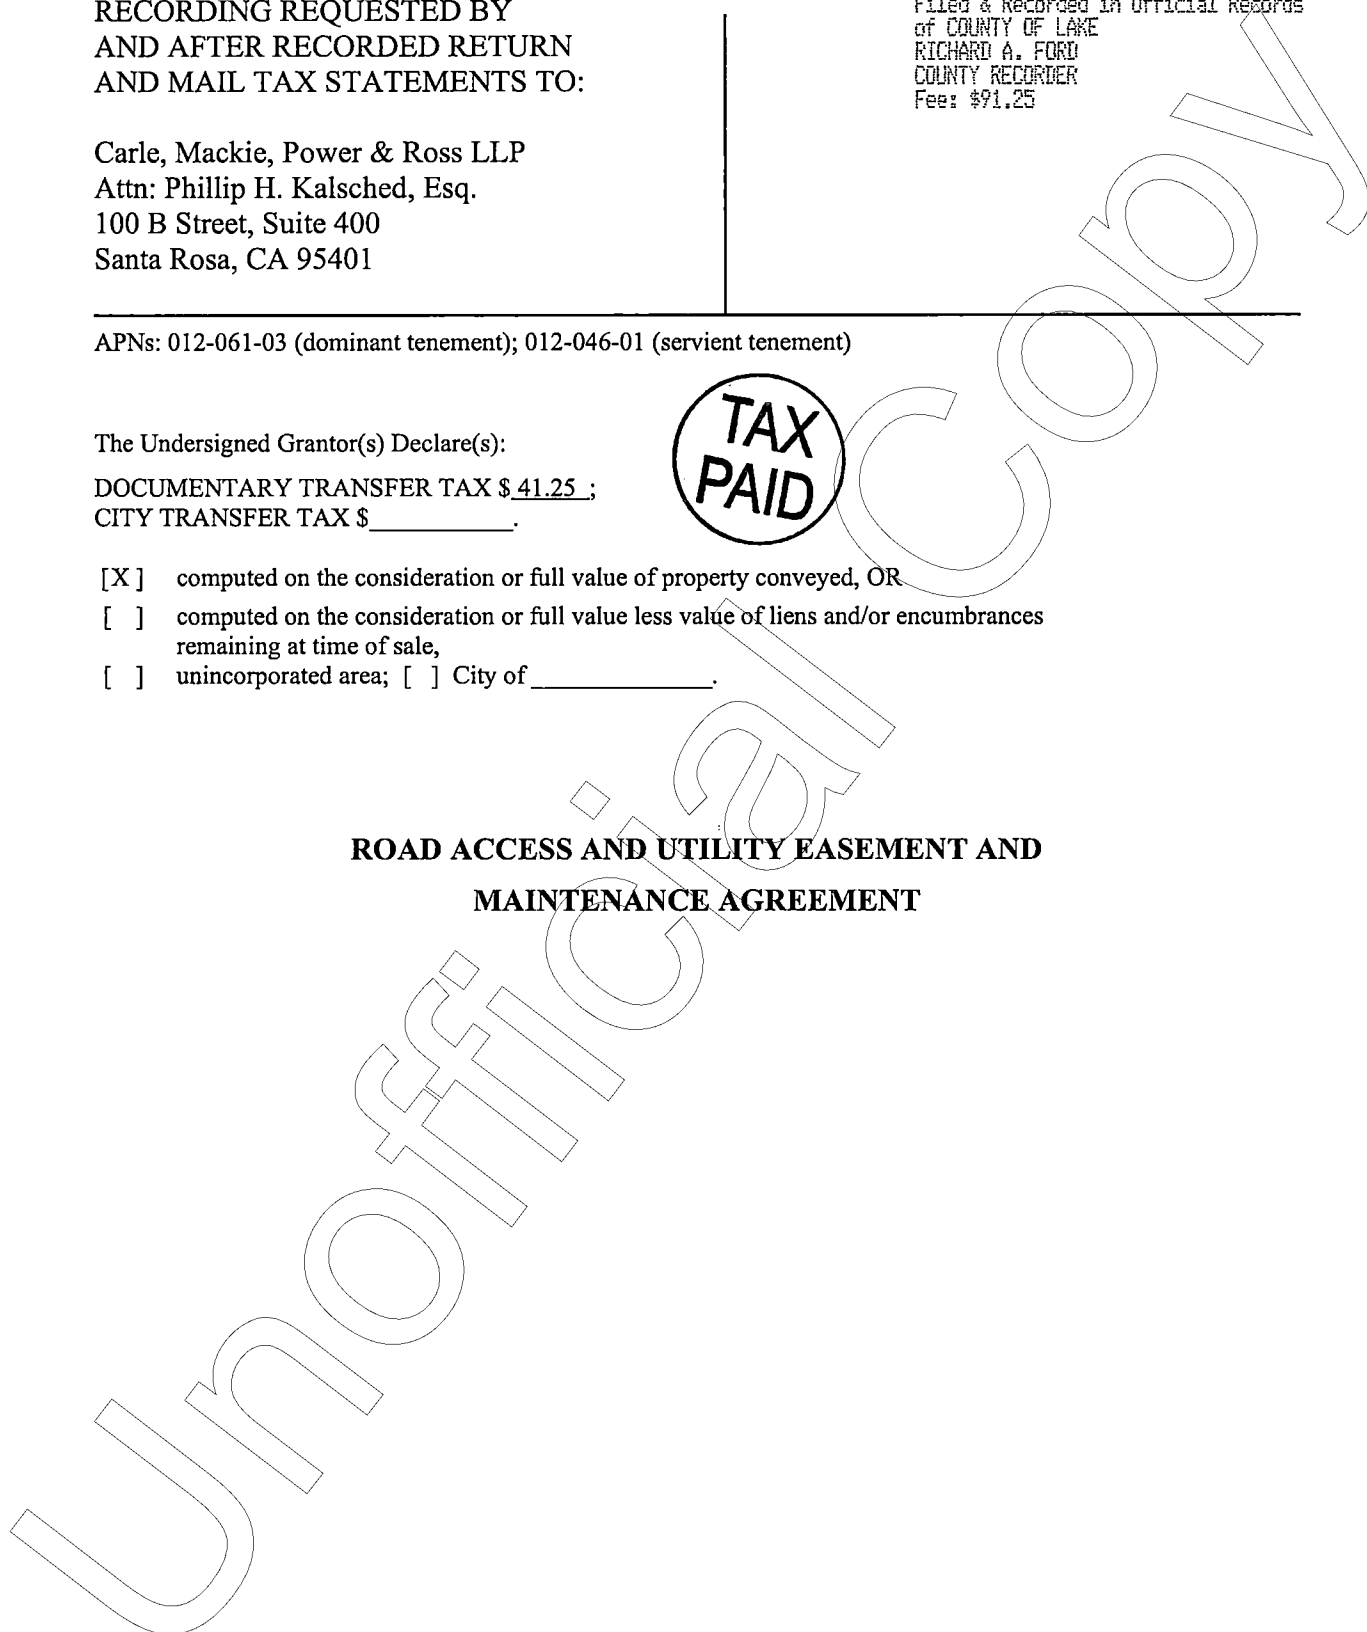 RECORDING REQUESTED BY
AND AFTER RECORDED RETURN
AND MAIL TAX STATEMENTS TO:
Carle, Mackie, Power & Ross LLP
Attn: Phillip H. Kalsched, Esq.
100 B Street, Suite 400
Santa Rosa, CA 95401
Filed & Recorded in Official Records
of COUNTY OF LAKE
RICHARD A. FORD
COUNTY RECORDER
Fee: $91.25
APNs: 012-061-03 (dominant tenement); 012-046-01 (servient tenement)
TAX
PAID
The Undersigned Grantor(s) Declare(s):
DOCUMENTARY TRANSFER TAX $ 41.25 ;
CITY TRANSFER TAX $____________.
[X ] computed on the consideration or full value of property conveyed, OR
[ ] computed on the consideration or full value less value of liens and/or encumbrances
remaining at time of sale,
[ ] unincorporated area; [ ] City of _______________.
ROAD ACCESS AND UTILITY EASEMENT AND
MAINTENANCE AGREEMENT
Unofficial Copy